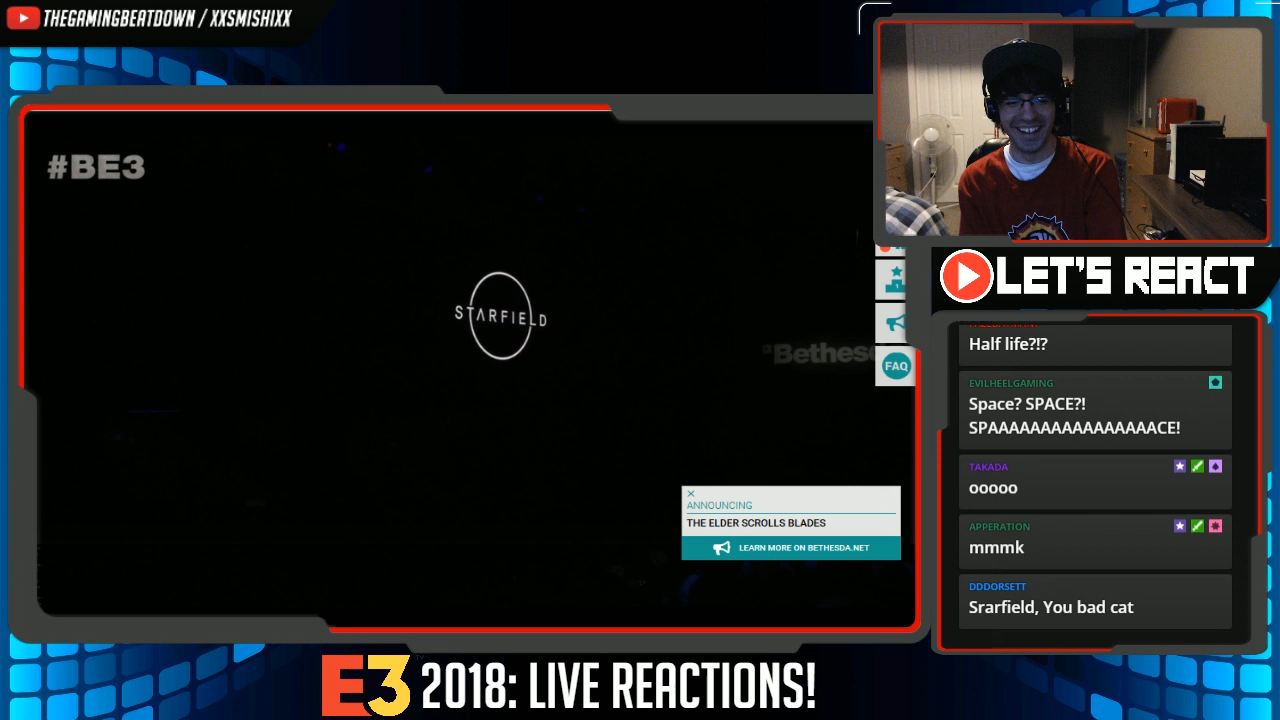 THEGAMINGBEATDOWN / XXSMISHIXX
#BE3
STARFIELD
FAQ
ANNOUNCING
THE ELDER SCROLLS BLADES
LEARN MORE ON BETHESDA.NET
LET'S REACT
Half life?!?
EVILHEELGAMING
Space? SPACE?!
SPAAAAAAAAAAAAAAAACE!
TAKADA
ooooo
APPERATION
mmmk
DDDORSETT
Srarfield, You bad cat
E3 2018: LIVE REACTIONS!